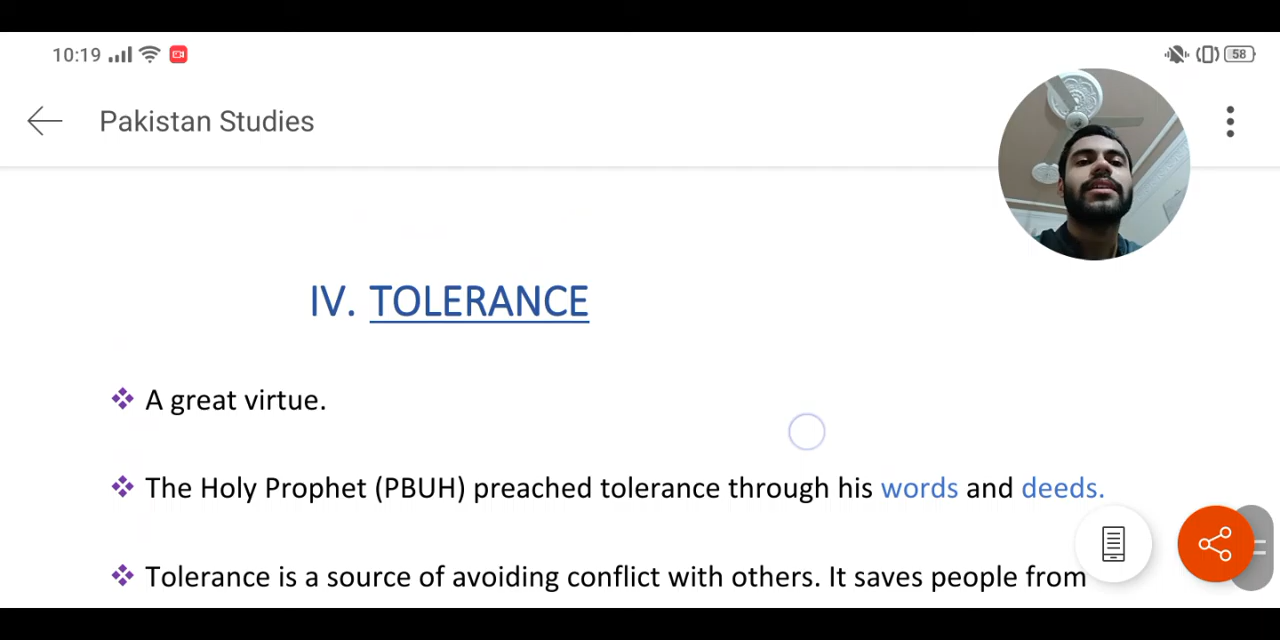 10:19 58
Pakistan Studies
IV. TOLERANCE
❖ A great virtue.
❖ The Holy Prophet (PBUH) preached tolerance through his words and deeds.
❖ Tolerance is a source of avoiding conflict with others. It saves people from